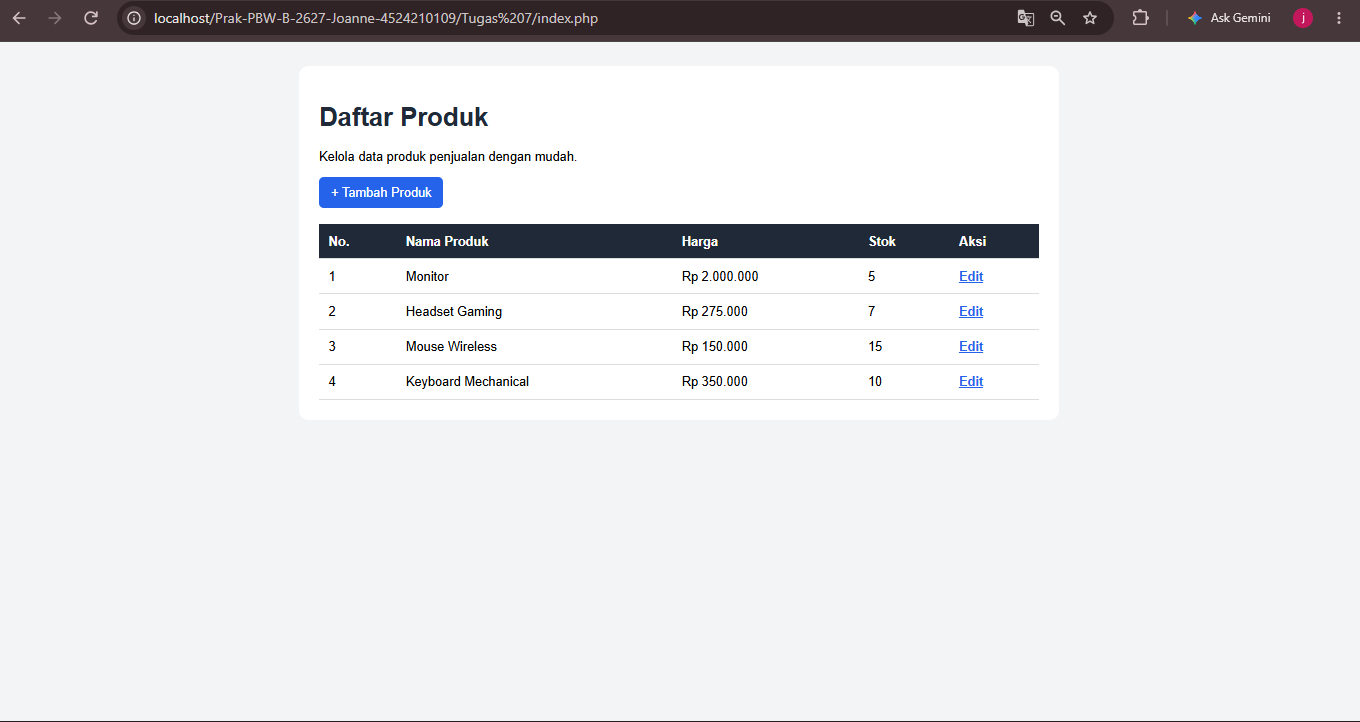 localhost/Prak-PBW-B-2627-Joanne-4524210109/Tugas%207/index.php
Ask Gemini
j
Daftar Produk
Kelola data produk penjualan dengan mudah.
+ Tambah Produk
No. Nama Produk Harga Stok Aksi
1 Monitor Rp 2.000.000 5 Edit
2 Headset Gaming Rp 275.000 7 Edit
3 Mouse Wireless Rp 150.000 15 Edit
4 Keyboard Mechanical Rp 350.000 10 Edit